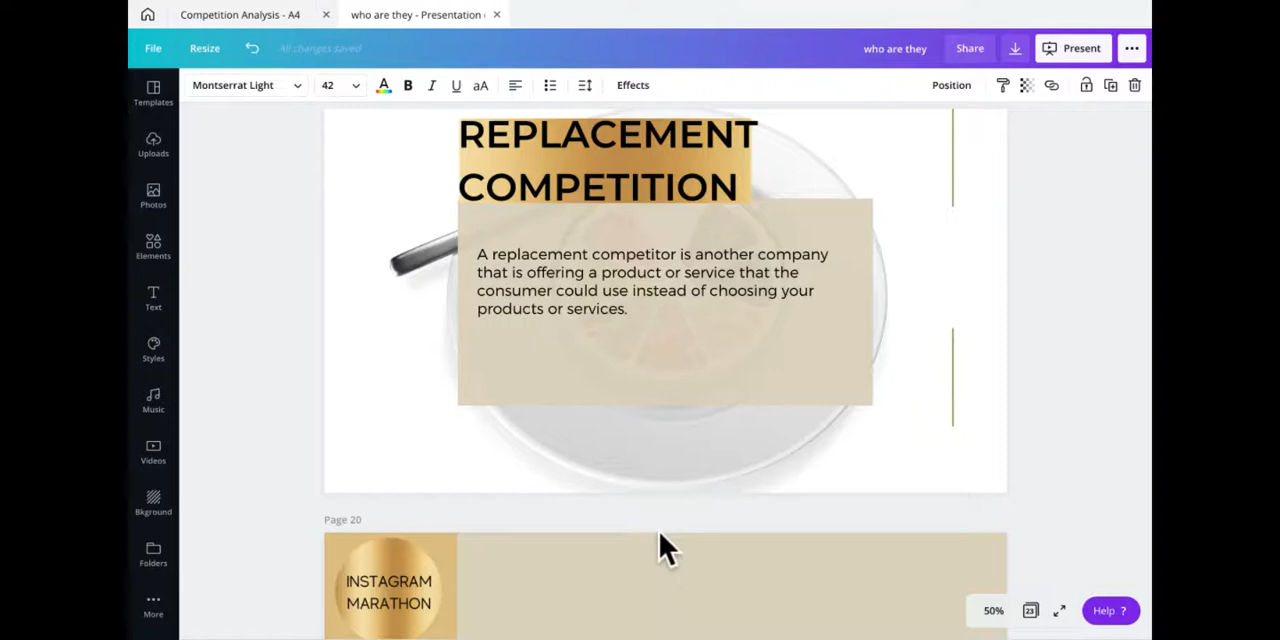 Competition Analysis - A4
who are they - Presentation
File
Resize
All changes saved
who are they
Share
Present
Montserrat Light
42
A
B
I
U
aA
Effects
Position
Templates
Uploads
Photos
Elements
Text
Styles
Music
Videos
Bkground
Folders
More
REPLACEMENT
COMPETITION
A replacement competitor is another company
that is offering a product or service that the
consumer could use instead of choosing your
products or services.
Page 20
INSTAGRAM
MARATHON
50%
23
Help ?